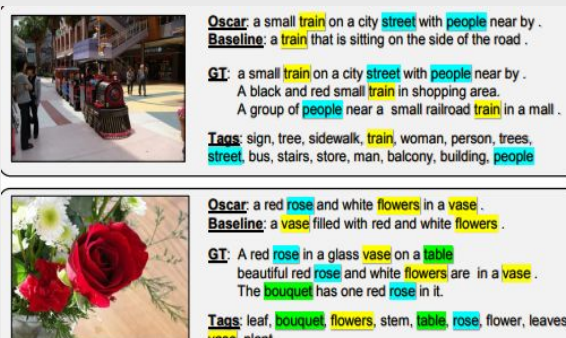 Oscar: a small train on a city street with people near by .
Baseline: a train that is sitting on the side of the road .
GT: a small train on a city street with people near by .
A black and red small train in shopping area.
A group of people near a small railroad train in a mall .
Tags: sign, tree, sidewalk, train, woman, person, trees,
street, bus, stairs, store, man, balcony, building, people
Oscar: a red rose and white flowers in a vase .
Baseline: a vase filled with red and white flowers .
GT: A red rose in a glass vase on a table
beautiful red rose and white flowers are in a vase .
The bouquet has one red rose in it.
Tags: leaf, bouquet, flowers, stem, table, rose, flower, leaves
vase, plant